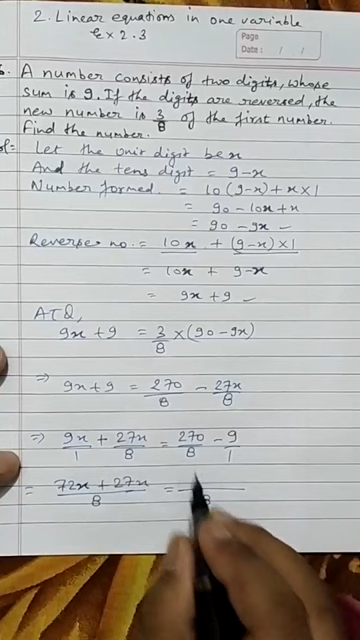 2. Linear equations in one variable
Ex 2.3
Page
Date : / /
A number consists of two digits, whose
sum is 9. If the digits are reversed, the
new number is 3/8 of the first number.
Find the number.
Let the unit digit be x
And the tens digit = 9-x
Number formed = 10(9-x)+x×1
= 90-10x+x
= 90-9x
Reverse no. = 10x + (9-x)×1
= 10x + 9-x
= 9x+9
ATQ,
9x+9 = 3/8 ×(90-9x)
⇒ 9x+9 = 270/8 - 27x/8
⇒ 9x/1 + 27x/8 = 270/8 - 9/1
= 72x+27x/8 = /8